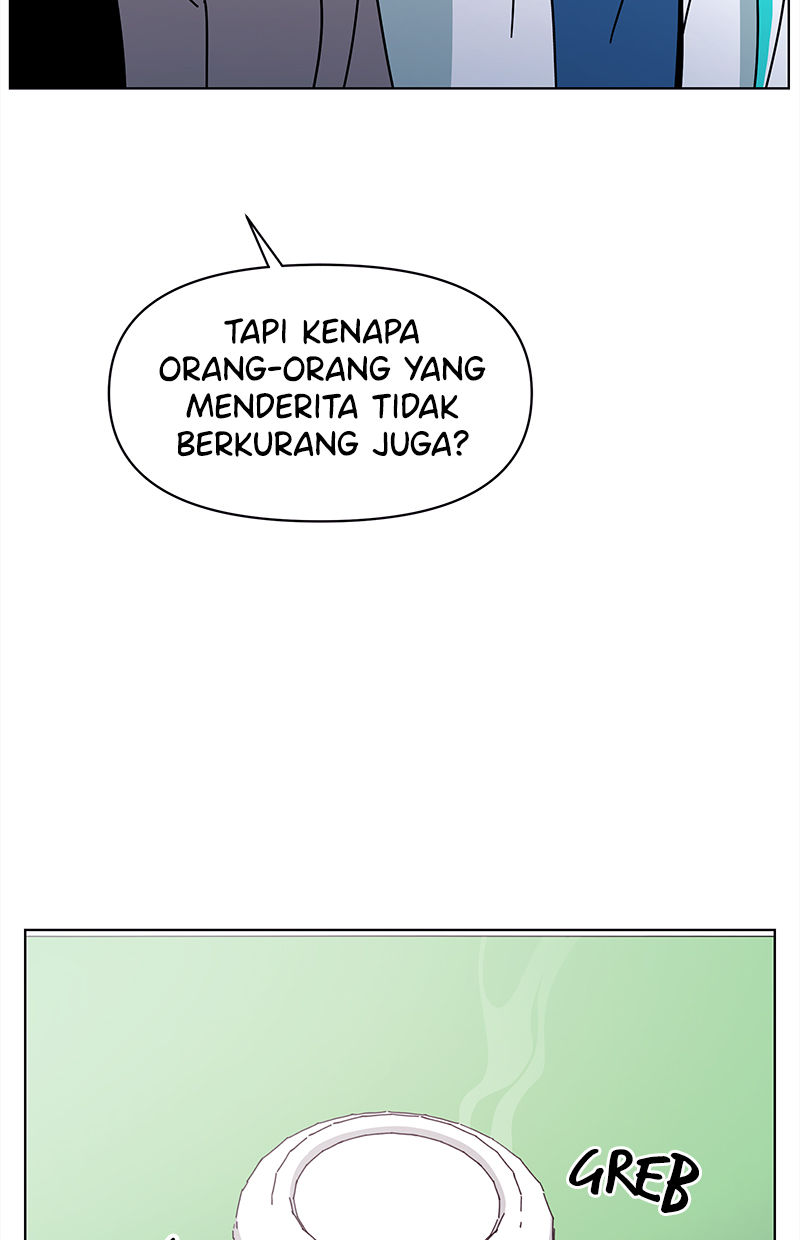 TAPI KENAPA
ORANG-ORANG YANG
MENDERITA TIDAK
BERKURANG JUGA?
GREB